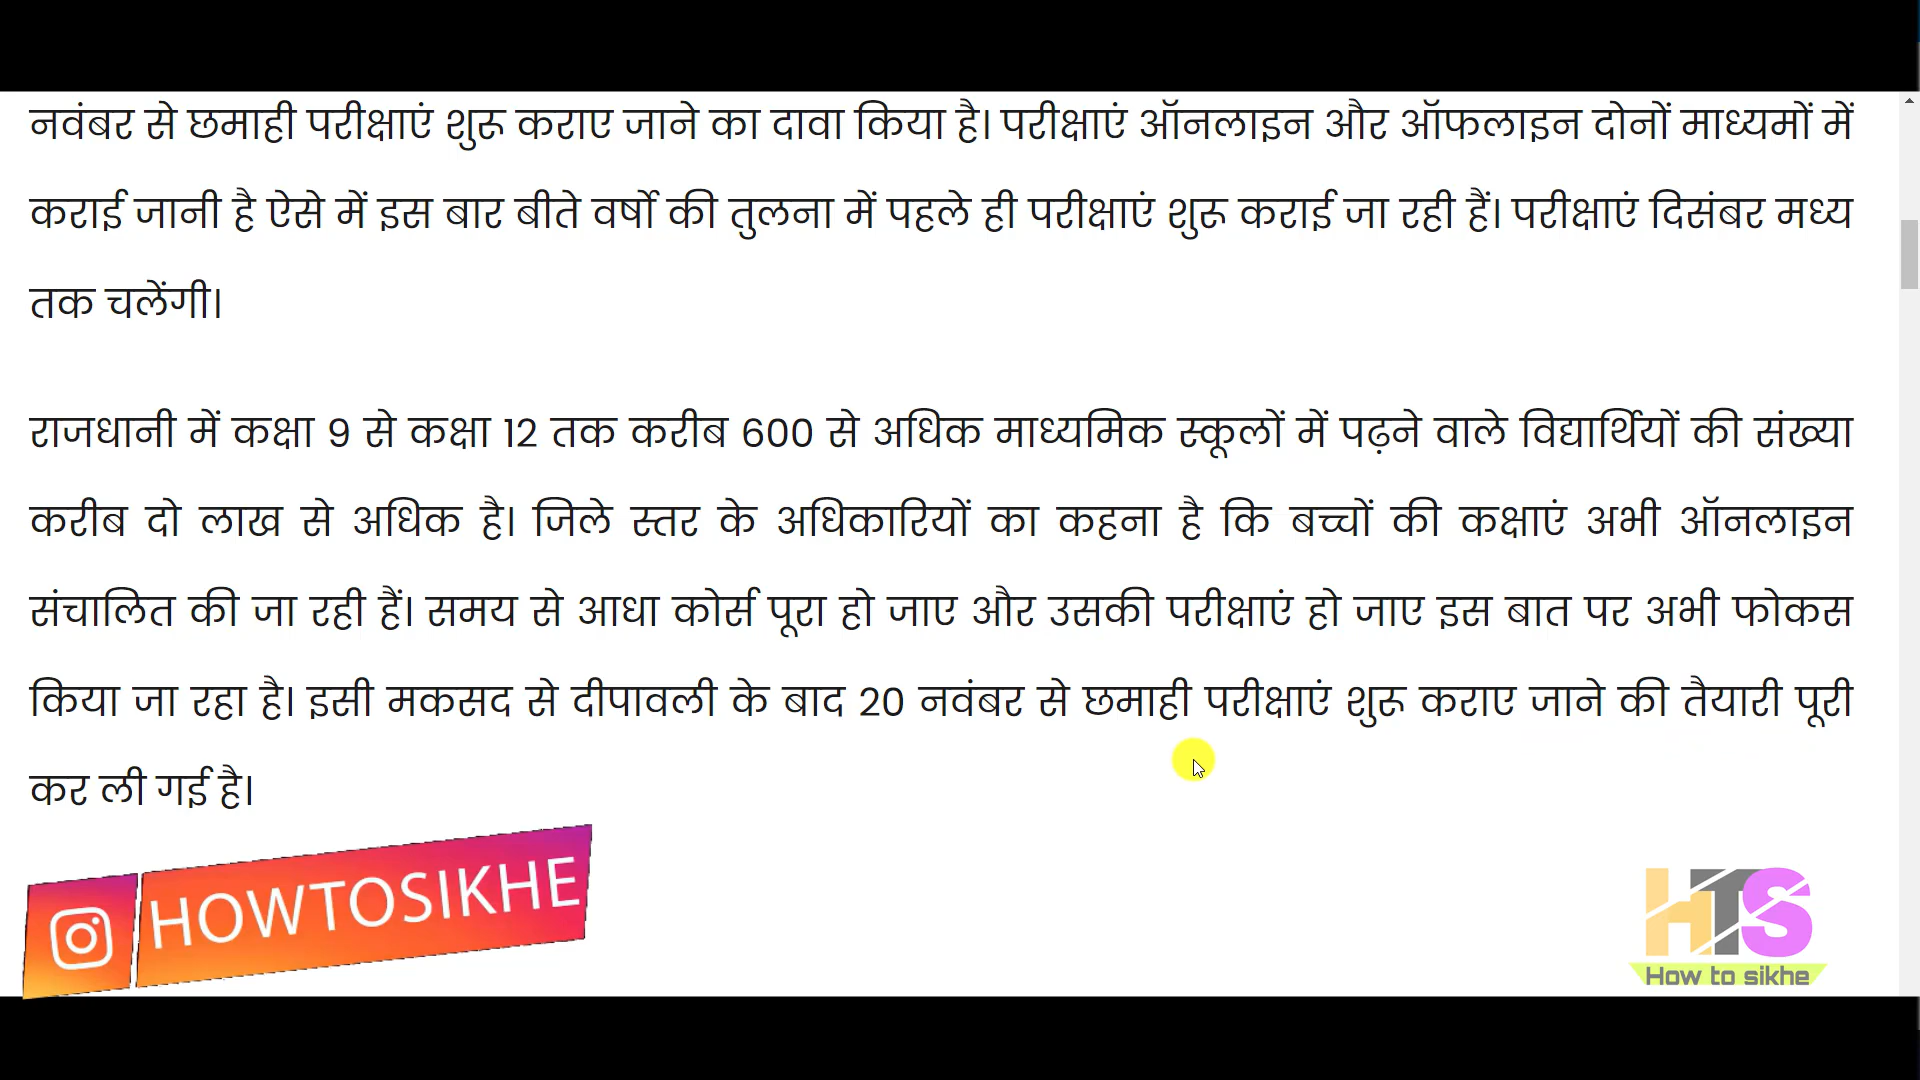 नवंबर से छमाही परीक्षाएं शुरू कराए जाने का दावा किया है। परीक्षाएं ऑनलाइन और ऑफलाइन दोनों माध्यमों में
कराई जानी है ऐसे में इस बार बीते वर्षो की तुलना में पहले ही परीक्षाएं शुरू कराई जा रही हैं। परीक्षाएं दिसंबर मध्य
तक चलेंगी।
राजधानी में कक्षा 9 से कक्षा 12 तक करीब 600 से अधिक माध्यमिक स्कूलों में पढ़ने वाले विद्यार्थियों की संख्या
करीब दो लाख से अधिक है। जिले स्तर के अधिकारियों का कहना है कि बच्चों की कक्षाएं अभी ऑनलाइन
संचालित की जा रही हैं। समय से आधा कोर्स पूरा हो जाए और उसकी परीक्षाएं हो जाए इस बात पर अभी फोकस
किया जा रहा है। इसी मकसद से दीपावली के बाद 20 नवंबर से छमाही परीक्षाएं शुरू कराए जाने की तैयारी पूरी
कर ली गई है।
HOWTOSIKHE
HTS
How to sikhe